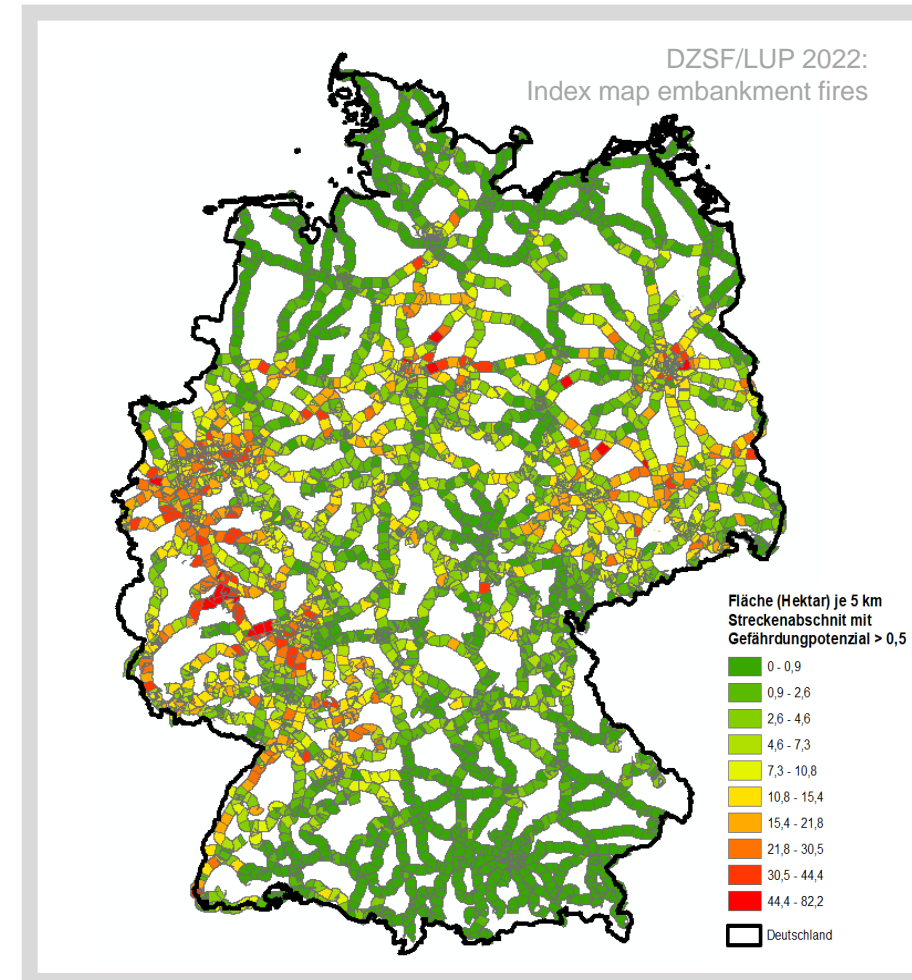 DZSF/LUP 2022:
Index map embankment fires
Fläche (Hektar) je 5 km
Streckenabschnit mit
Gefährdungpotenzial > 0,5
0 - 0,9
0,9 - 2,6
2,6 - 4,6
4,6 - 7,3
7,3 - 10,8
10,8 - 15,4
15,4 - 21,8
21,8 - 30,5
30,5 - 44,4
44,4 - 82,2
Deutschland